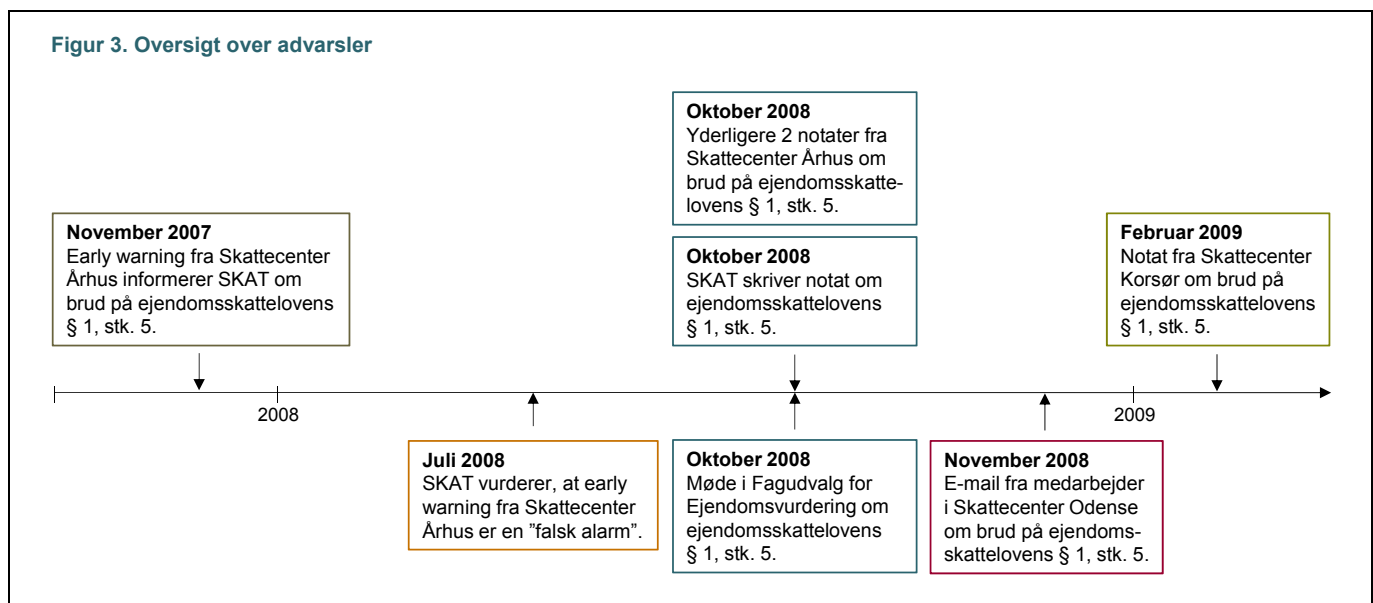 Figur 3. Oversigt over advarsler
Oktober 2008
Yderligere 2 notater fra
Skattecenter Århus om
brud på ejendomsskatte-
lovens § 1, stk. 5.
November 2007
Early warning fra Skattecenter
Århus informerer SKAT om
brud på ejendomsskattelovens
§ 1, stk. 5.
Oktober 2008
SKAT skriver notat om
ejendomsskattelovens
§ 1, stk. 5.
Februar 2009
Notat fra Skattecenter
Korsør om brud på
ejendomsskattelovens
§ 1, stk. 5.
2008
2009
Juli 2008
SKAT vurderer, at early
warning fra Skattecenter
Århus er en ”falsk alarm”.
Oktober 2008
Møde i Fagudvalg for
Ejendomsvurdering om
ejendomsskattelovens
§ 1, stk. 5.
November 2008
E-mail fra medarbejder
i Skattecenter Odense
om brud på ejendoms-
skattelovens § 1, stk. 5.